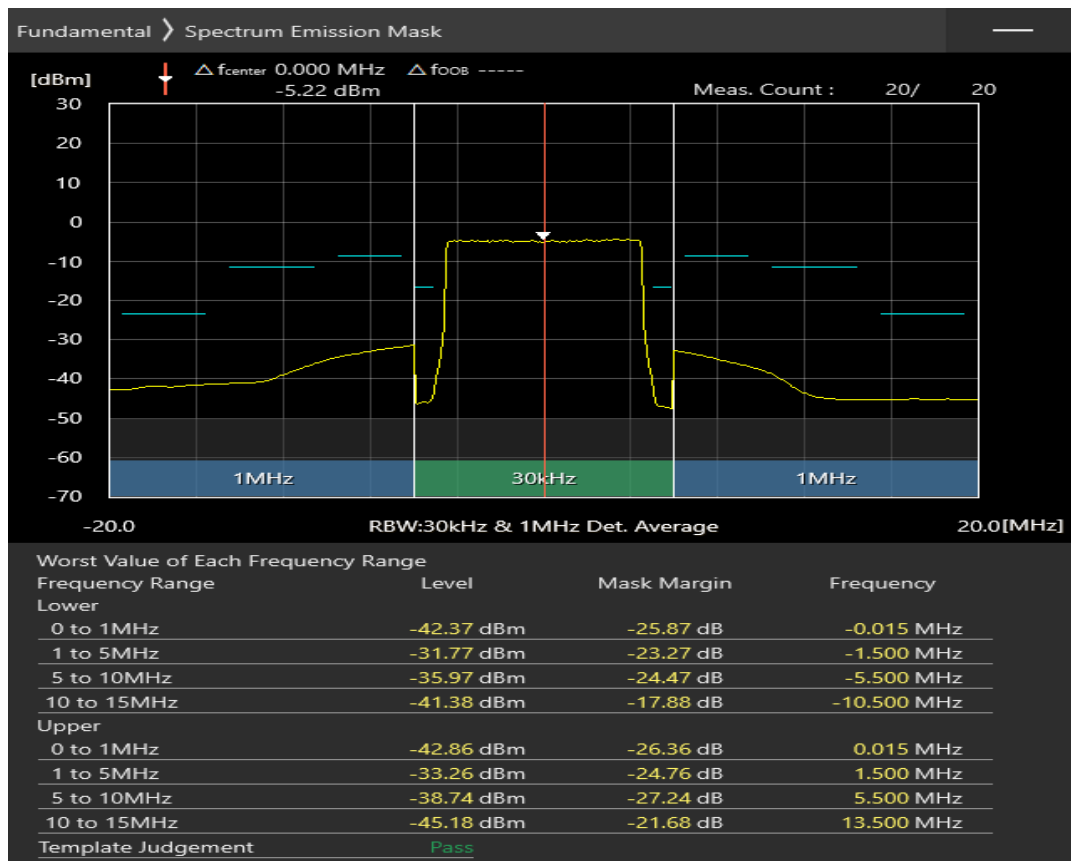 Fundamental ❯ Spectrum Emission Mask
[dBm] △ fcenter 0.000 MHz △ fOOB -----
-5.22 dBm Meas. Count : 20/ 20
30
20
10
0
-10
-20
-30
-40
-50
-60
-70
1MHz 30kHz 1MHz
-20.0 RBW:30kHz & 1MHz Det. Average 20.0[MHz]
Worst Value of Each Frequency Range
Frequency Range Level Mask Margin Frequency
Lower
0 to 1MHz -42.37 dBm -25.87 dB -0.015 MHz
1 to 5MHz -31.77 dBm -23.27 dB -1.500 MHz
5 to 10MHz -35.97 dBm -24.47 dB -5.500 MHz
10 to 15MHz -41.38 dBm -17.88 dB -10.500 MHz
Upper
0 to 1MHz -42.86 dBm -26.36 dB 0.015 MHz
1 to 5MHz -33.26 dBm -24.76 dB 1.500 MHz
5 to 10MHz -38.74 dBm -27.24 dB 5.500 MHz
10 to 15MHz -45.18 dBm -21.68 dB 13.500 MHz
Template Judgement Pass